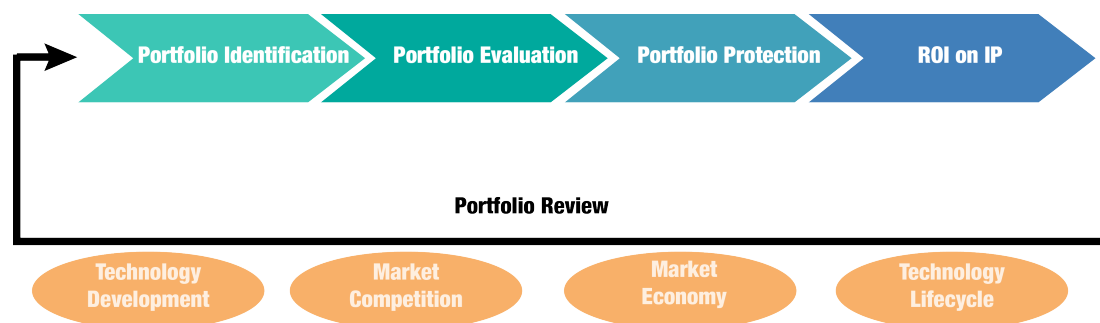 Portfolio Identification
Portfolio Evaluation
Portfolio Protection
ROI on IP
Portfolio Review
Technology
Development
Market
Competition
Market
Economy
Technology
Lifecycle